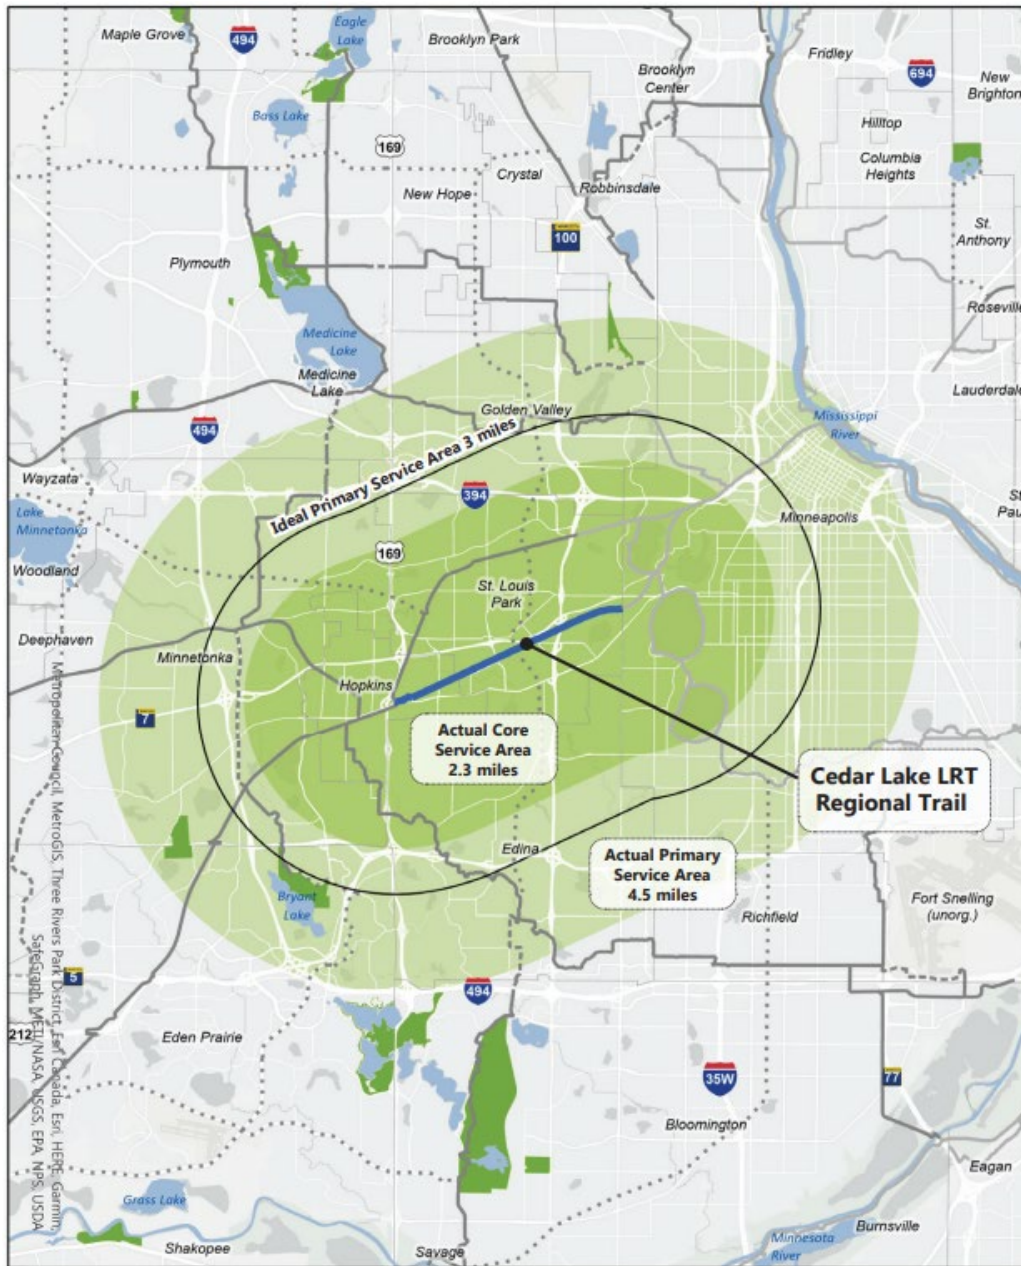 Maple Grove
494
Eagle
Lake
Brooklyn Park
Brooklyn
Center
Fridley
694
New
Brighton
Bass Lake
169
Hilltop
Columbia
Heights
Crystal
New Hope
Robbinsdale
100
St.
Anthony
Plymouth
Roseville
Medicine
Lake
Medicine
Lake
Lauderdale
Golden Valley
Mississippi
River
494
Ideal Primary Service Area 3 miles
Wayzata
394
Lake
Minnetonka
Minneapolis
St.
Pau
169
Woodland
St. Louis
Park
Deephaven
Minnetonka
Hopkins
7
Actual Core
Service Area
2.3 miles
Cedar Lake LRT
Regional Trail
Edina
Actual Primary
Service Area
4.5 miles
Bryant
Lake
Richfield
Fort Snelling
(unorg.)
5
494
212
Eden Prairie
35W
77
Bloomington
Eagan
Grass Lake
Shakopee
Savage
Minnesota
River
Burnsville
Metropolitan Council, MetroGIS, Three Rivers Park District, Esri Canada, Esri, HERE, Garmin,
SafeGraph, METI/NASA, USGS, EPA, NPS, USDA